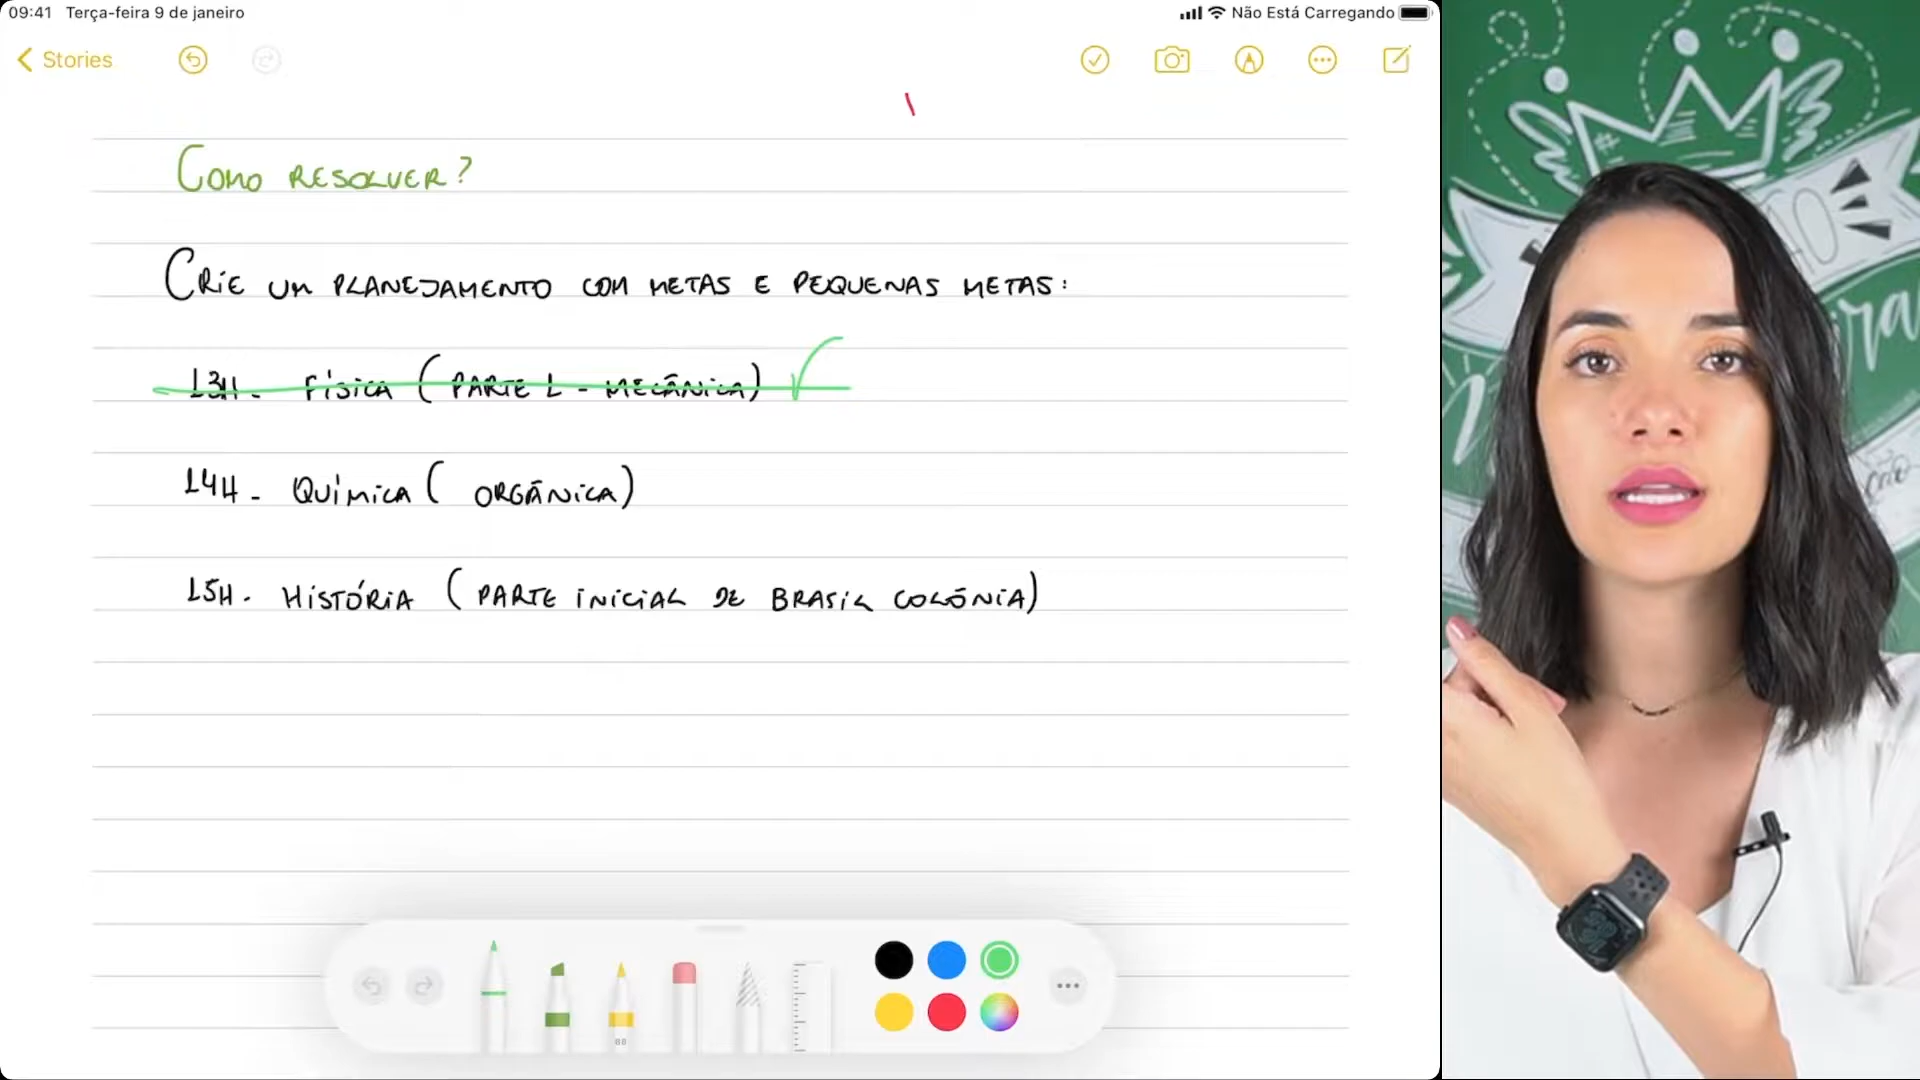 09:41 Terça-feira 9 de janeiro
Não Está Carregando
Stories
COMO RESOLVER?
CRIE UM PLANEJAMENTO COM METAS E PEQUENAS METAS:
13H. FÍSICA (PARTE 1 - MECÂNICA)
14H - QUÍMICA (ORGÂNICA)
15H. HISTÓRIA (PARTE INICIAL DE BRASIL COLÔNIA)